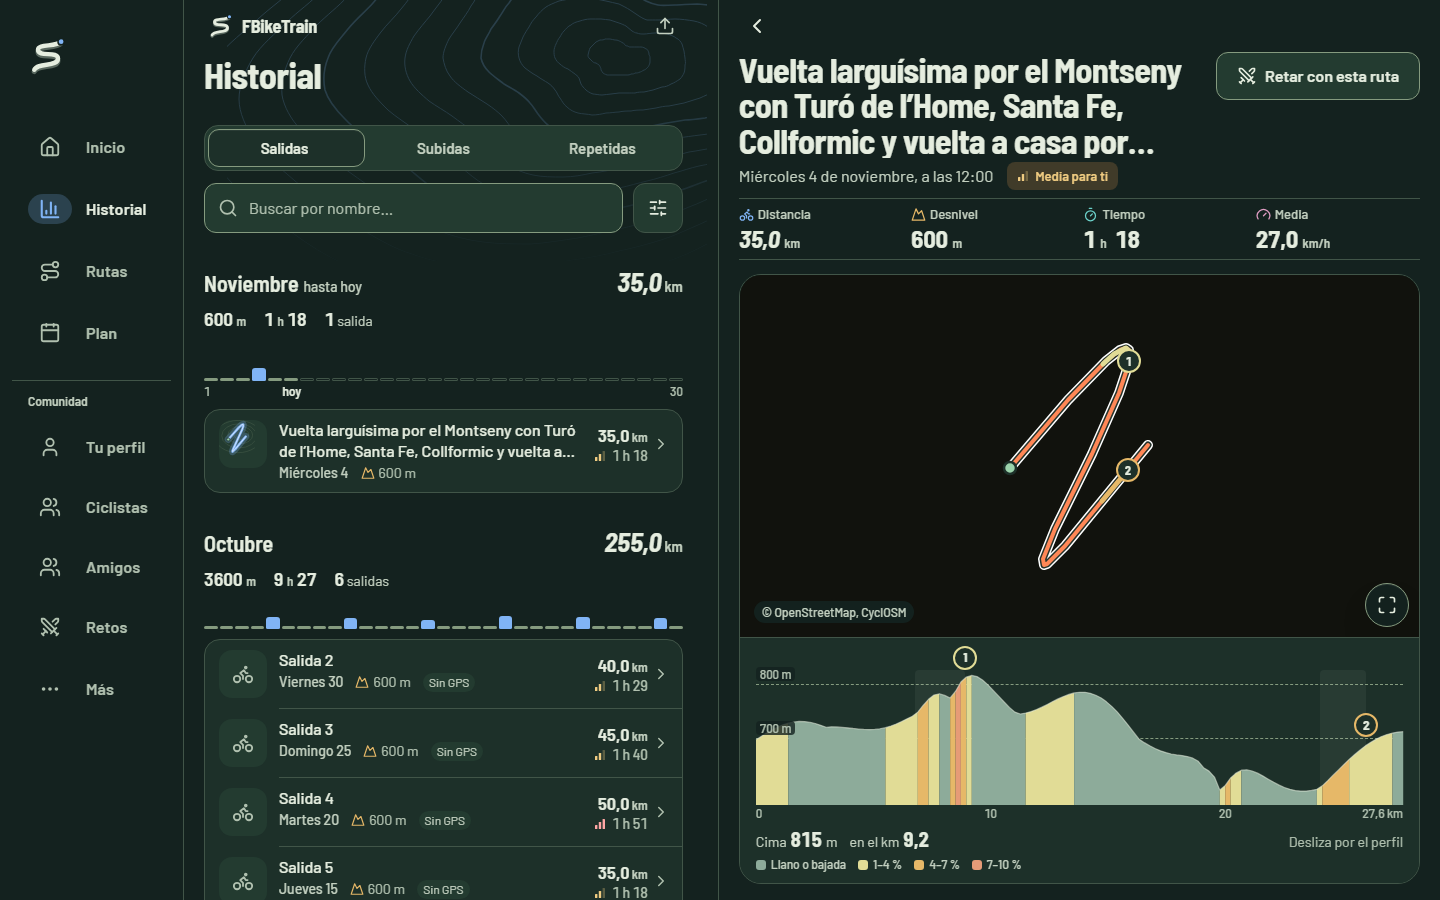 FBikeTrain
Historial
Inicio
Historial
Rutas
Plan
Comunidad
Tu perfil
Ciclistas
Amigos
Retos
Más
Salidas
Subidas
Repetidas
Buscar por nombre...
Noviembre hasta hoy
35,0 km
600 m 1 h 18 1 salida
1 hoy 30
Vuelta larguísima por el Montseny con Turó
de l'Home, Santa Fe, Collformic y vuelta a...
Miércoles 4 600 m
35,0 km
1 h 18
Octubre
255,0 km
3600 m 9 h 27 6 salidas
Salida 2
Viernes 30 600 m Sin GPS
40,0 km
1 h 29
Salida 3
Domingo 25 600 m Sin GPS
45,0 km
1 h 40
Salida 4
Martes 20 600 m Sin GPS
50,0 km
1 h 51
Salida 5
Jueves 15 600 m Sin GPS
35,0 km
1 h 18
Vuelta larguísima por el Montseny
con Turó de l'Home, Santa Fe,
Collformic y vuelta a casa por...
Retar con esta ruta
Miércoles 4 de noviembre, a las 12:00
Media para ti
Distancia
35,0 km
Desnivel
600 m
Tiempo
1 h 18
Media
27,0 km/h
1
2
© OpenStreetMap, CyclOSM
1
800 m
700 m
2
0 10 20 27,6 km
Cima 815 m en el km 9,2
Desliza por el perfil
Llano o bajada 1-4 % 4-7 % 7-10 %